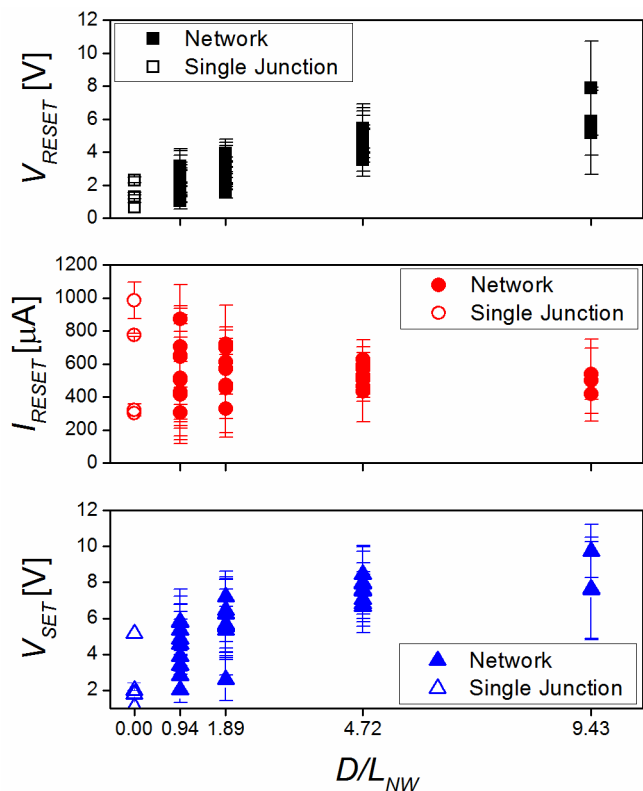 Network
Single Junction
V_RESET [V]
12
10
8
6
4
2
0
Network
Single Junction
I_RESET [µA]
1200
1000
800
600
400
200
0
Network
Single Junction
V_SET [V]
12
10
8
6
4
2
0.00 0.94 1.89 4.72 9.43
D/L_NW